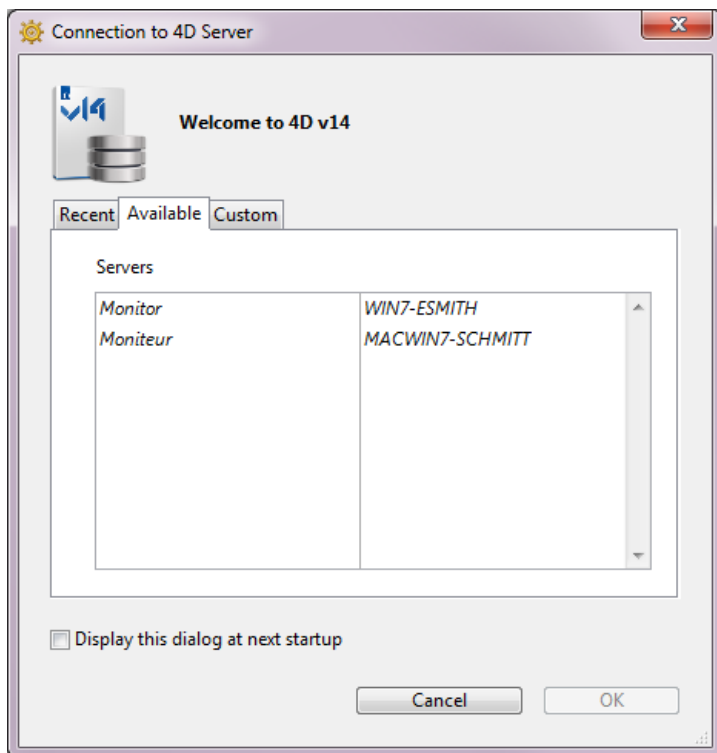 Connection to 4D Server
v14
Welcome to 4D v14
Recent Available Custom
Servers
Monitor WIN7-ESMITH
Moniteur MACWIN7-SCHMITT
Display this dialog at next startup
Cancel OK